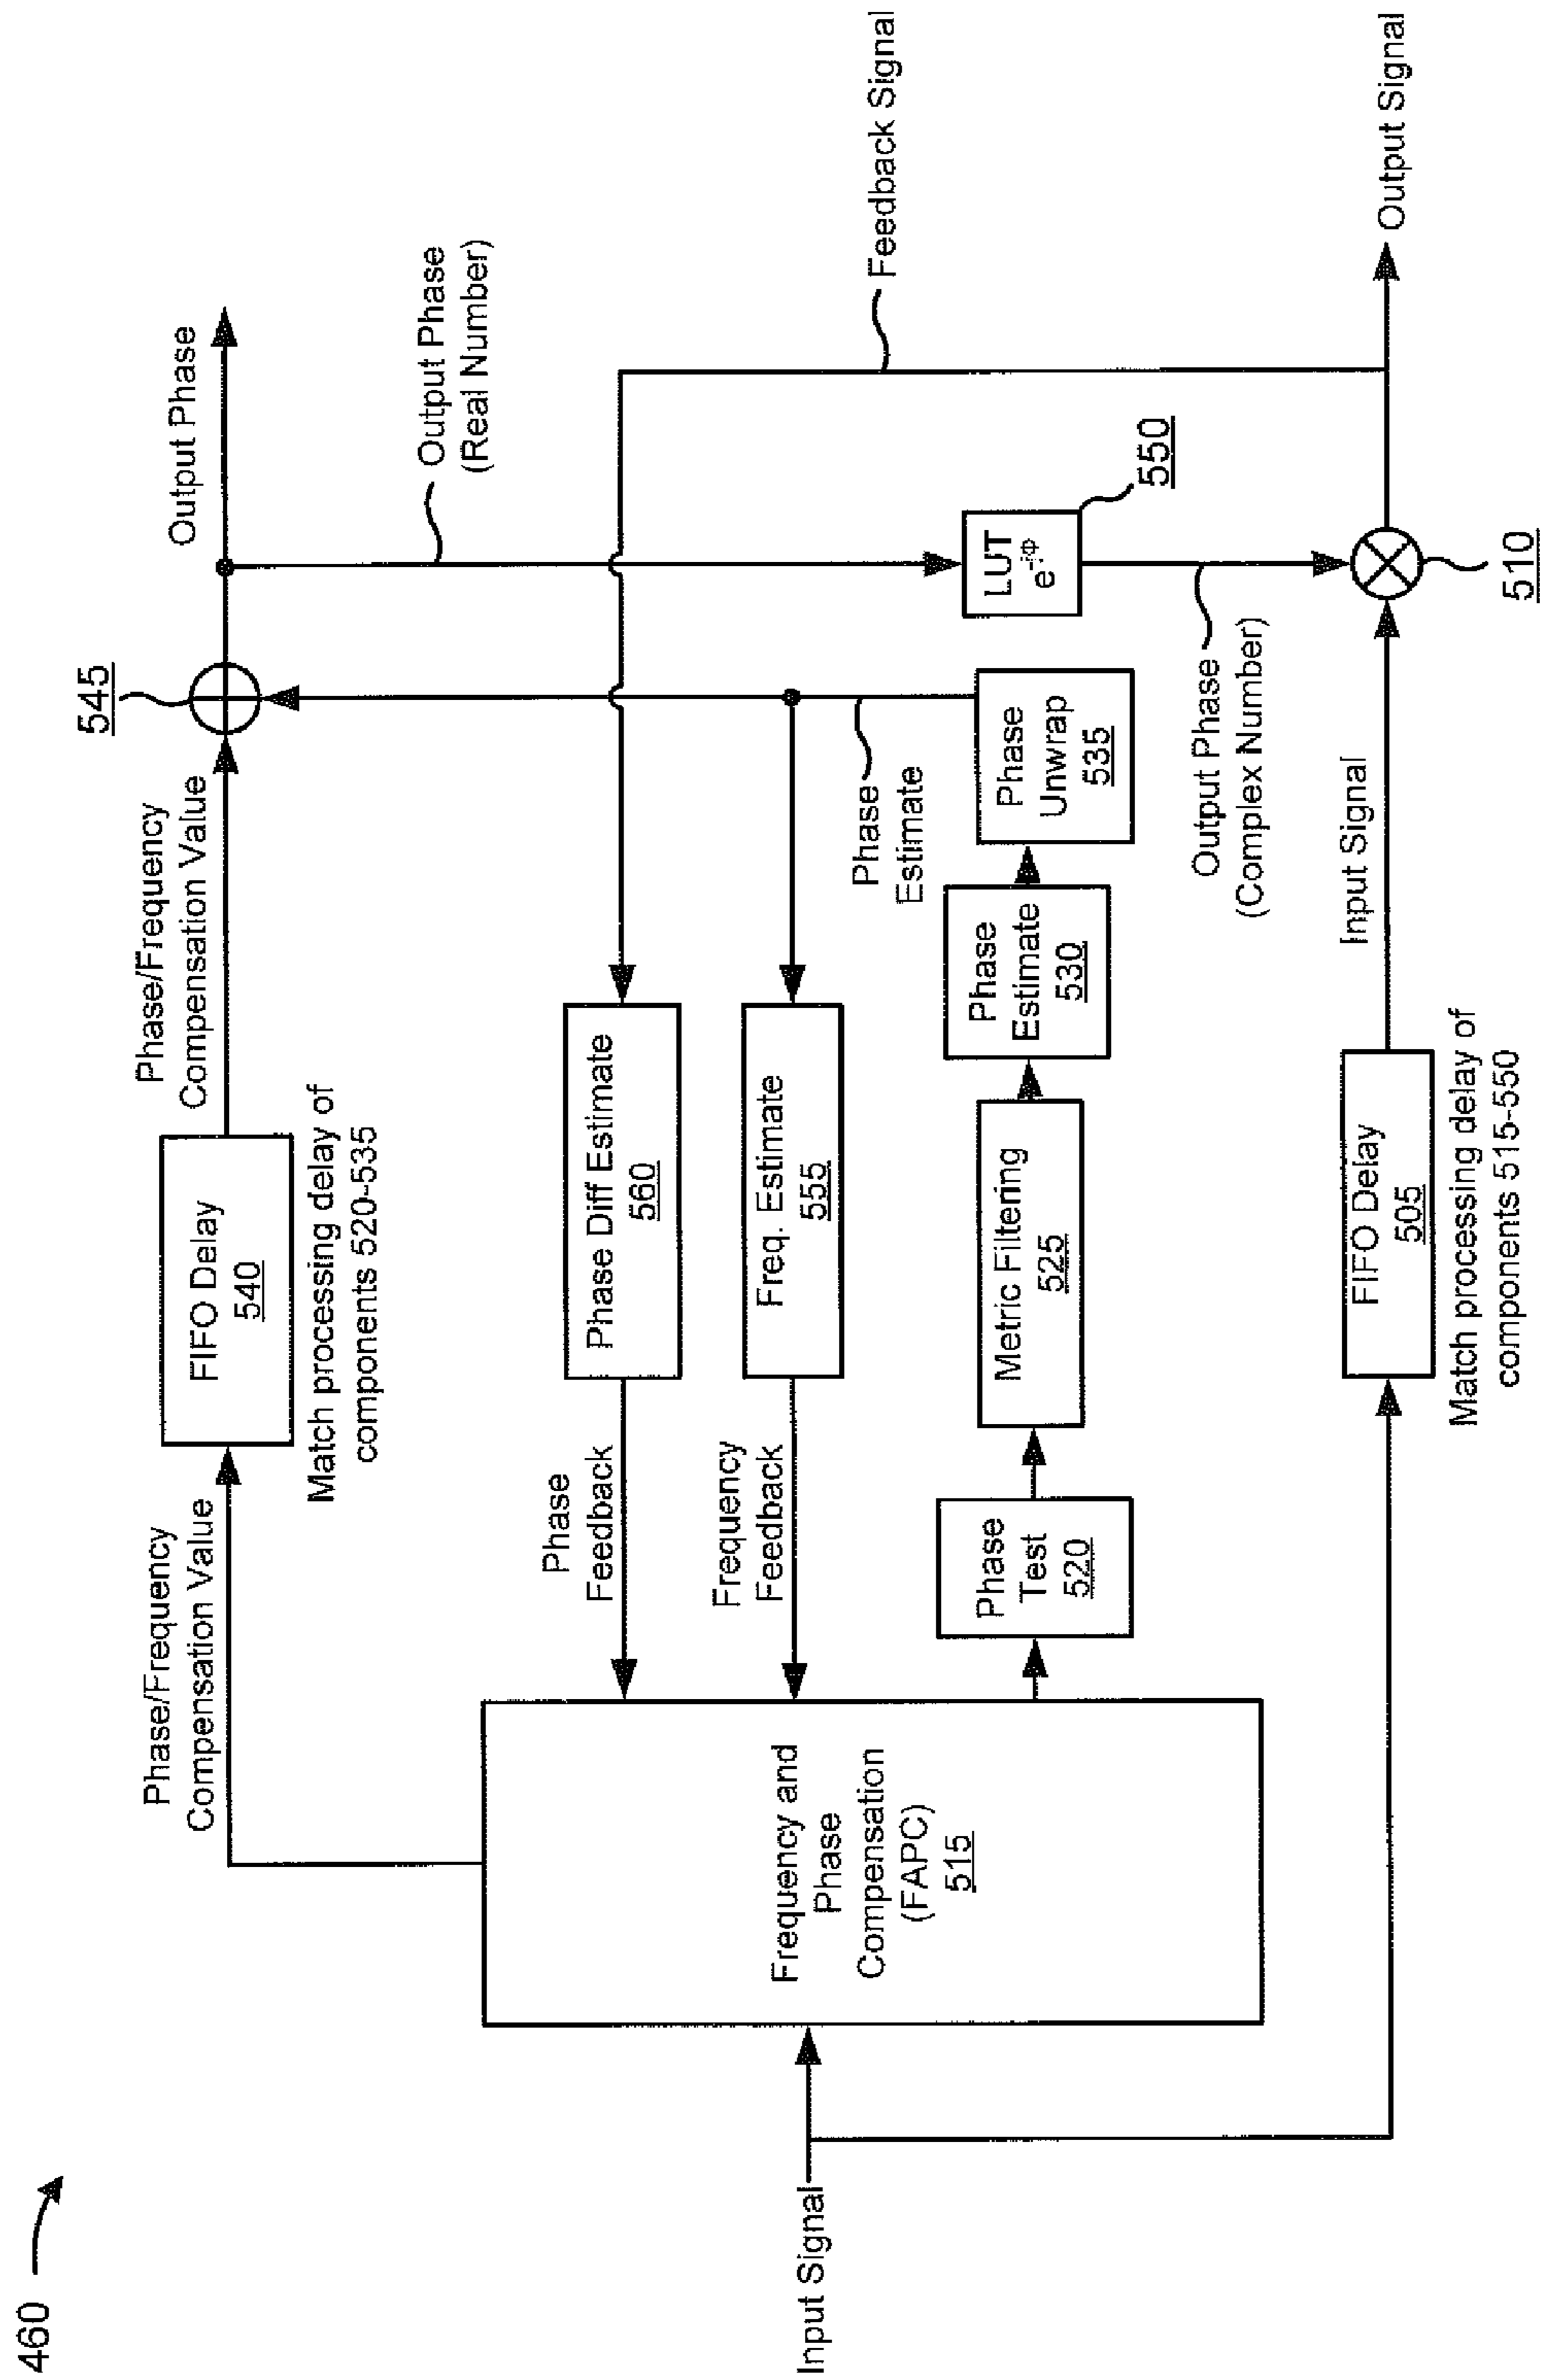 460
Input Signal
Frequency and
Phase
Compensation
(FAPC)
515
Phase/Frequency
Compensation Value
FIFO Delay
540
Match processing delay of
components 520-535
Phase/Frequency
Compensation Value
545
Output Phase
Output Phase
(Real Number)
Phase
Feedback
Phase Diff Estimate
560
Frequency
Feedback
Freq. Estimate
555
Feedback Signal
Phase
Test
520
Metric Filtering
525
Phase
Estimate
530
Phase
Unwrap
535
Phase
Estimate
LUT
e^-jφ
550
Output Phase
(Complex Number)
FIFO Delay
505
Match processing delay of
components 515-550
Input Signal
510
Output Signal